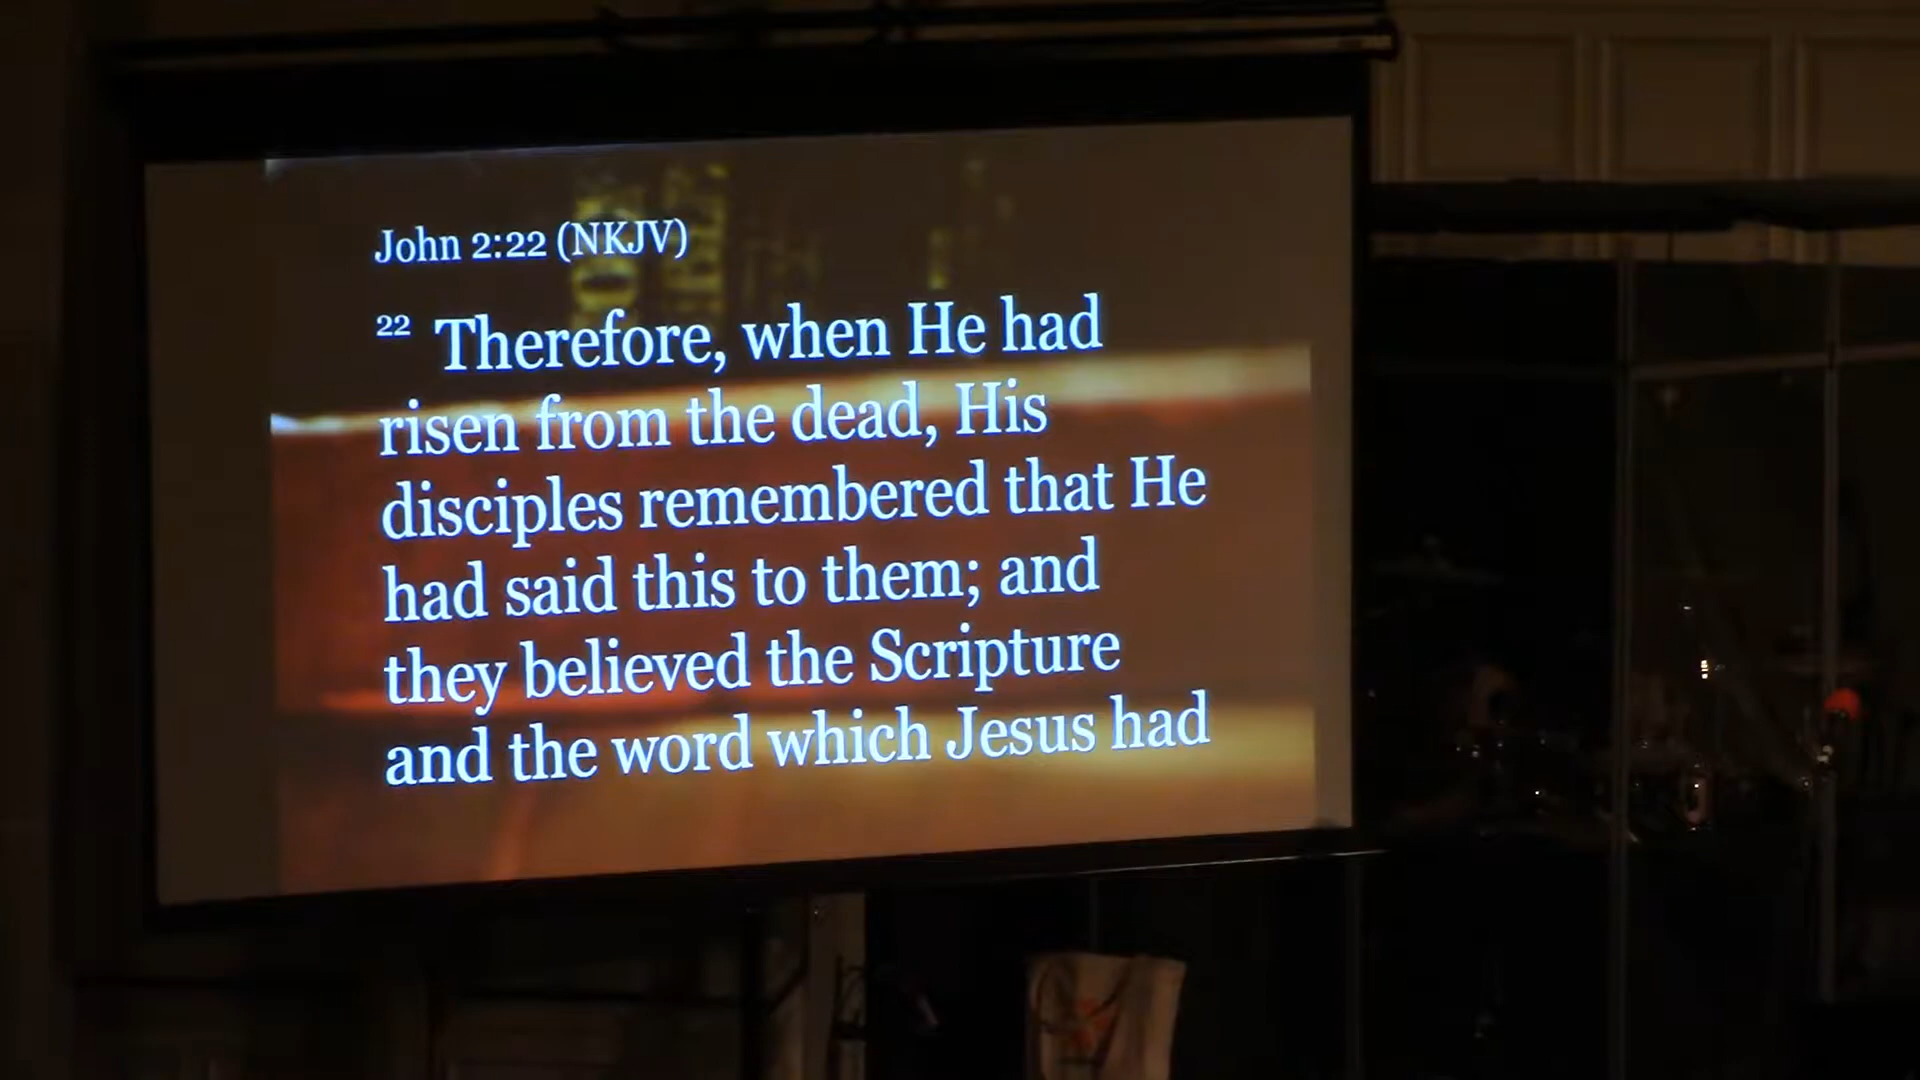 John 2:22 (NKJV)
22 Therefore, when He had
risen from the dead, His
disciples remembered that He
had said this to them; and
they believed the Scripture
and the word which Jesus had